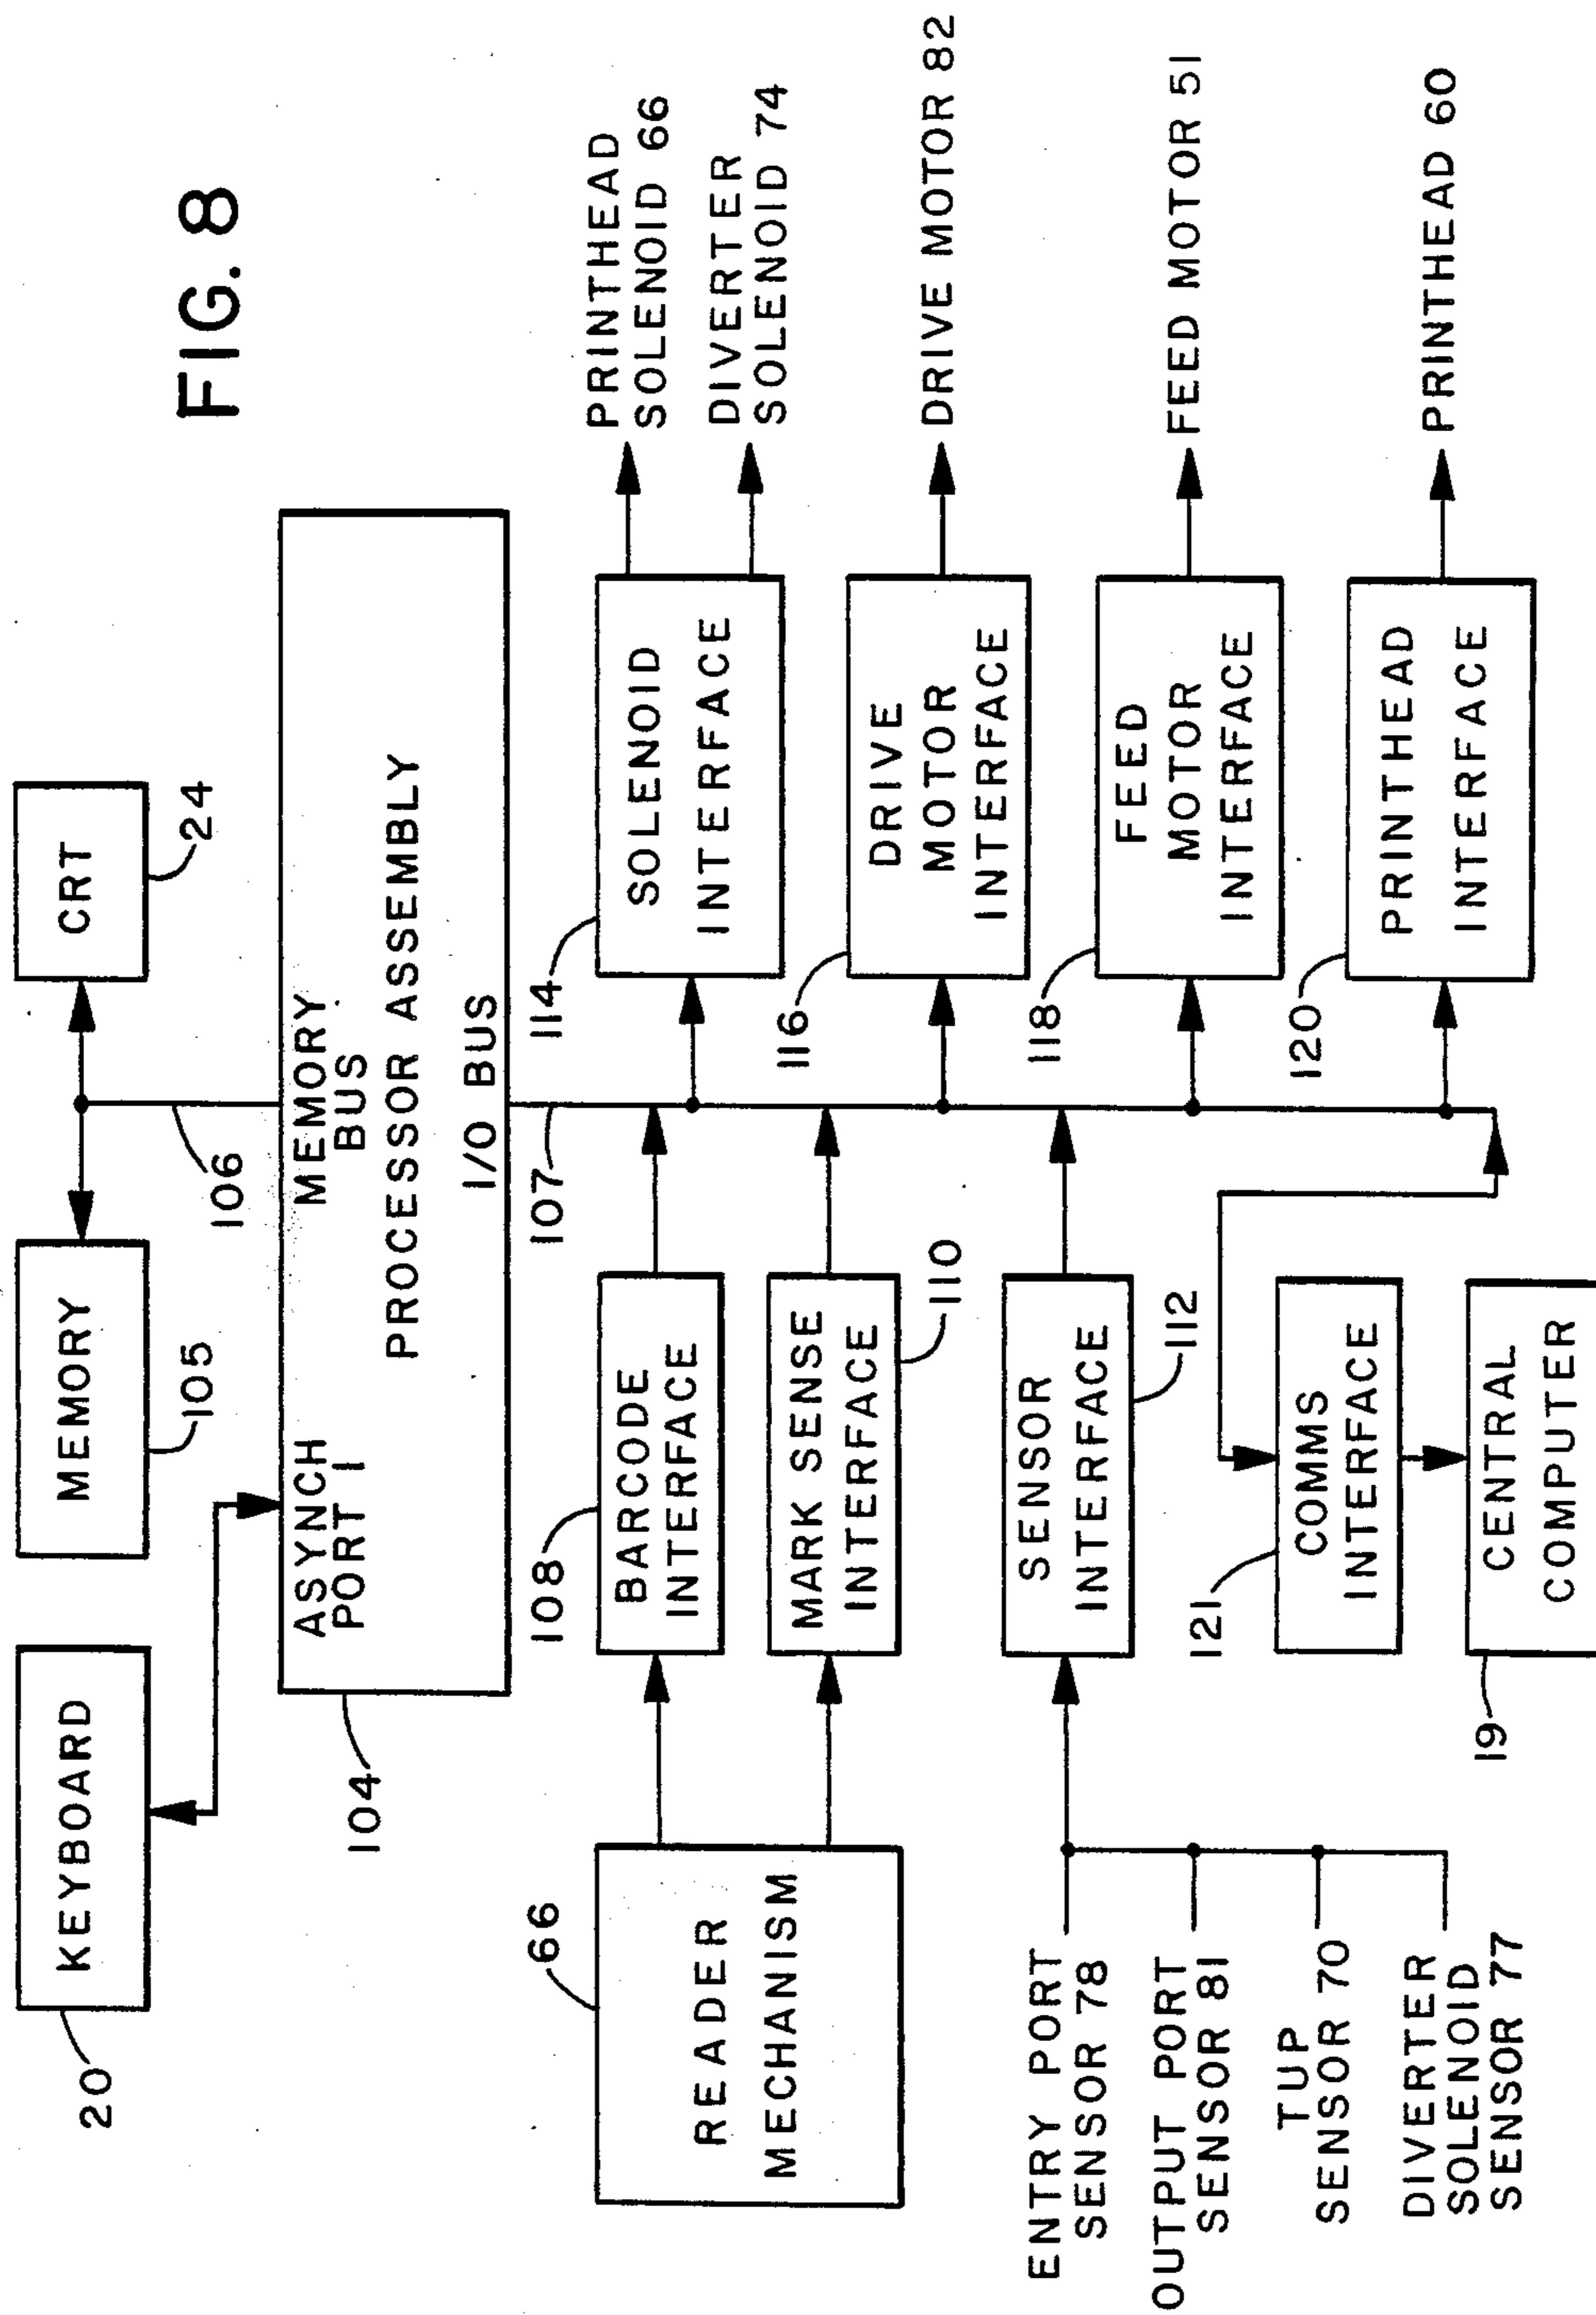 FIG. 8
KEYBOARD
20
MEMORY
105
CRT
24
106
ASYNCH
PORT 1
MEMORY
BUS
PROCESSOR ASSEMBLY
I/O BUS
104
107
66
READER
MECHANISM
108
BARCODE
INTERFACE
MARK SENSE
INTERFACE
110
ENTRY PORT
SENSOR 78
OUTPUT PORT
SENSOR 81
TUP
SENSOR 70
DIVERTER
SOLENOID
SENSOR 77
SENSOR
INTERFACE
112
121
COMMS
INTERFACE
19
CENTRAL
COMPUTER
114
SOLENOID
INTERFACE
PRINTHEAD
SOLENOID 66
DIVERTER
SOLENOID 74
116
DRIVE
MOTOR
INTERFACE
DRIVE MOTOR 82
118
FEED
MOTOR
INTERFACE
FEED MOTOR 51
120
PRINTHEAD
INTERFACE
PRINTHEAD 60